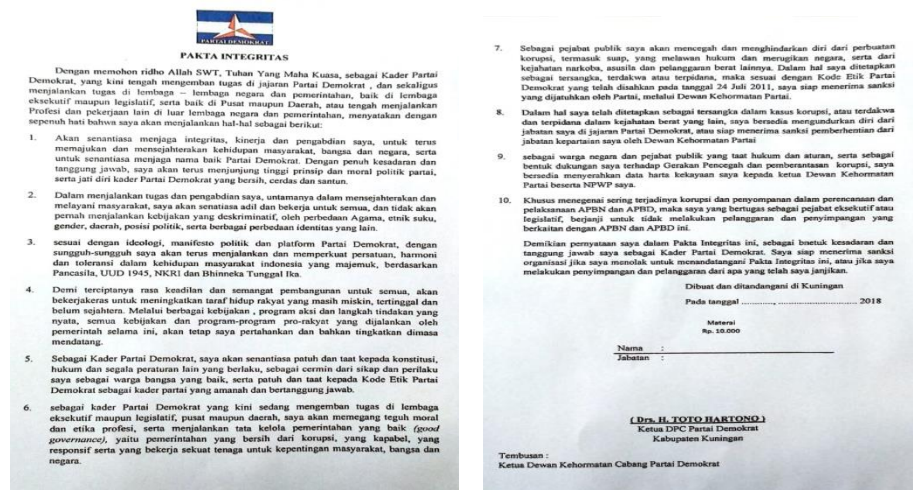 PARTAI DEMOKRAT
PAKTA INTEGRITAS
Dengan memohon ridho Allah SWT, Tuhan Yang Maha Kuasa, sebagai Kader Partai
Demokrat, yang kini tengah mengemban tugas di jajaran Partai Demokrat , dan sekaligus
menjalankan tugas di lembaga – lembaga negara dan pemerintahan, baik di lembaga
eksekutif maupun legislatif, serta baik di Pusat maupun Daerah, atau tengah menjalankan
Profesi dan pekerjaan lain di luar lembaga negara dan pemerintahan, menyatakan dengan
sepenuh hati bahwa saya akan menjalankan hal-hal sebagai berikut:
1. Akan senantiasa menjaga integritas, kinerja dan pengabdian saya, untuk terus
memajukan dan mensejahterakan kehidupan masyarakat, bangsa dan negara, serta
untuk senantiasa menjaga nama baik Partai Demokrat. Dengan penuh kesadaran dan
tanggung jawab, saya akan terus menjunjung tinggi prinsip dan moral politik partai,
serta jati diri kader Partai Demokrat yang bersih, cerdas dan santun.
2. Dalam menjalankan tugas dan pengabdian saya, untamanya dalam mensejahterakan dan
melayani masyarakat, saya akan senatiasa adil dan bekerja untuk semua, dan tidak akan
pernah menjalankan kebijakan yang deskriminatif, oleh perbedaan Agama, etnik suku,
gender, daerah, posisi politik, serta berbagai perbedaan identitas yang lain.
3. sesuai dengan ideologi, manifesto politik dan platform Partai Demokrat, dengan
sungguh-sungguh saya akan terus menjalankan dan memperkuat persatuan, harmoni
dan toleransi dalam kehidupan masyarakat indonesia yang majemuk, berdasarkan
Pancasila, UUD 1945, NKRI dan Bhinneka Tunggal Ika.
4. Demi terciptanya rasa keadilan dan semangat pembangunan untuk semua, akan
bekerjakeras untuk meningkatkan taraf hidup rakyat yang masih miskin, tertinggal dan
belum sejahtera. Melalui berbagai kebijakan , program aksi dan langkah tindakan yang
nyata, semua kebijakan dan program-program pro-rakyat yang dijalankan oleh
pemerintah selama ini, akan tetap saya pertahankan dan bahkan tingkatkan dimasa
mendatang.
5. Sebagai Kader Partai Demokrat, saya akan senantiasa patuh dan taat kepada konstitusi,
hukum dan segala peraturan lain yang berlaku, sebagai cermin dari sikap dan perilaku
saya sebagai warga bangsa yang baik, serta patuh dan taat kepada Kode Etik Partai
Demokrat sebagai kader partai yang amanah dan bertanggung jawab.
6. sebagai kader Partai Demokrat yang kini sedang mengemban tugas di lembaga
eksekutif maupun legislatif, pusat maupun daerah, saya akan memegang teguh moral
dan etika profesi, serta menjalankan tata kelola pemerintahan yang baik (good
governance), yaitu pemerintahan yang bersih dari korupsi, yang kapabel, yang
responsif serta yang bekerja sekuat tenaga untuk kepentingan masyarakat, bangsa dan
negara.
7. Sebagai pejabat publik saya akan mencegah dan menghindarkan diri dari perbuatan
korupsi, termasuk suap, yang melawan hukum dan merugikan negara, serta dari
kejahatan narkoba, asusila dan pelanggaran berat lainnya. Dalam hal saya ditetapkan
sebagai tersangka, terdakwa atau terpidana, maka sesuai dengan Kode Etik Partai
Demokrat yang telah disahkan pada tanggal 24 Juli 2011, saya siap menerima sanksi
yang dijatuhkan oleh Partai, melalui Dewan Kehormatan Partai.
8. Dalam hal saya telah ditetapkan sebagai tersangka dalam kasus korupsi, atau terdakwa
dan terpidana dalam kejahatan berat yang lain, saya bersedia mengundurkan diri dari
jabatan saya di jajaran Partai Demokrat, atau siap menerima sanksi pemberhentian dari
jabatan kepartaian saya oleh Dewan Kehormatan Partai
9. sebagai warga negara dan pejabat publik yang taat hukum dan aturan, serta sebagai
bentuk dukungan saya terhadap Gerakan Pencegah dan pemberantasan korupsi, saya
bersedia menyerahkan data harta kekayaan saya kepada ketua Dewan Kehormatan
Partai beserta NPWP saya.
10. Khusus menegenai sering terjadinya korupsi dan penyompanan dalam perencanaan dan
pelaksanaan APBN dan APBD, maka saya yang bertugas sebagai pejabat eksekutif atau
legislatif, berjanji untuk tidak melakukan pelanggaran dan penyimpangan yang
berkaitan dengan APBN dan APBD ini.
Demikian pernyataan saya dalam Pakta Integritas ini, sebagai bnetuk kesadaran dan
tanggung jawab saya sebagai Kader Partai Demokrat. Saya siap menerima sanksi
organisasi jika saya menolak untuk menandatangani Pakta Integritas ini, atau jika saya
melakukan penyimpangan dan pelanggaran dari apa yang telah saya janjikan.
Dibuat dan ditandangani di Kuningan
Pada tanggal ............, ............................ 2018
Materai
Rp. 10.000
Nama :
Jabatan :
( Drs. H. TOTO HARTONO )
Ketua DPC Partai Demokrat
Kabupaten Kuningan
Tembusan :
Ketua Dewan Kehormatan Cabang Partai Demokrat